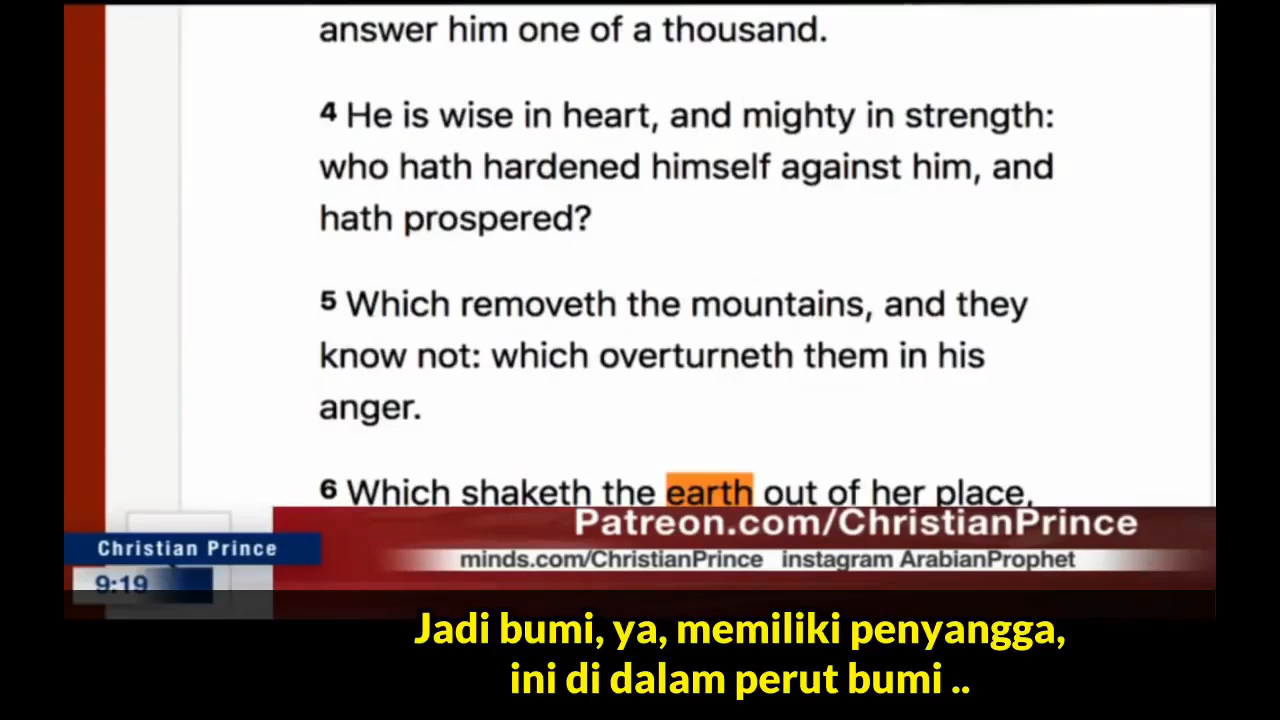 answer him one of a thousand.
4 He is wise in heart, and mighty in strength:
who hath hardened himself against him, and
hath prospered?
5 Which removeth the mountains, and they
know not: which overturneth them in his
anger.
6 Which shaketh the earth out of her place,
Patreon.com/ChristianPrince
Christian Prince
minds.com/ChristianPrince instagram ArabianProphet
9:19
Jadi bumi, ya, memiliki penyangga,
ini di dalam perut bumi ..